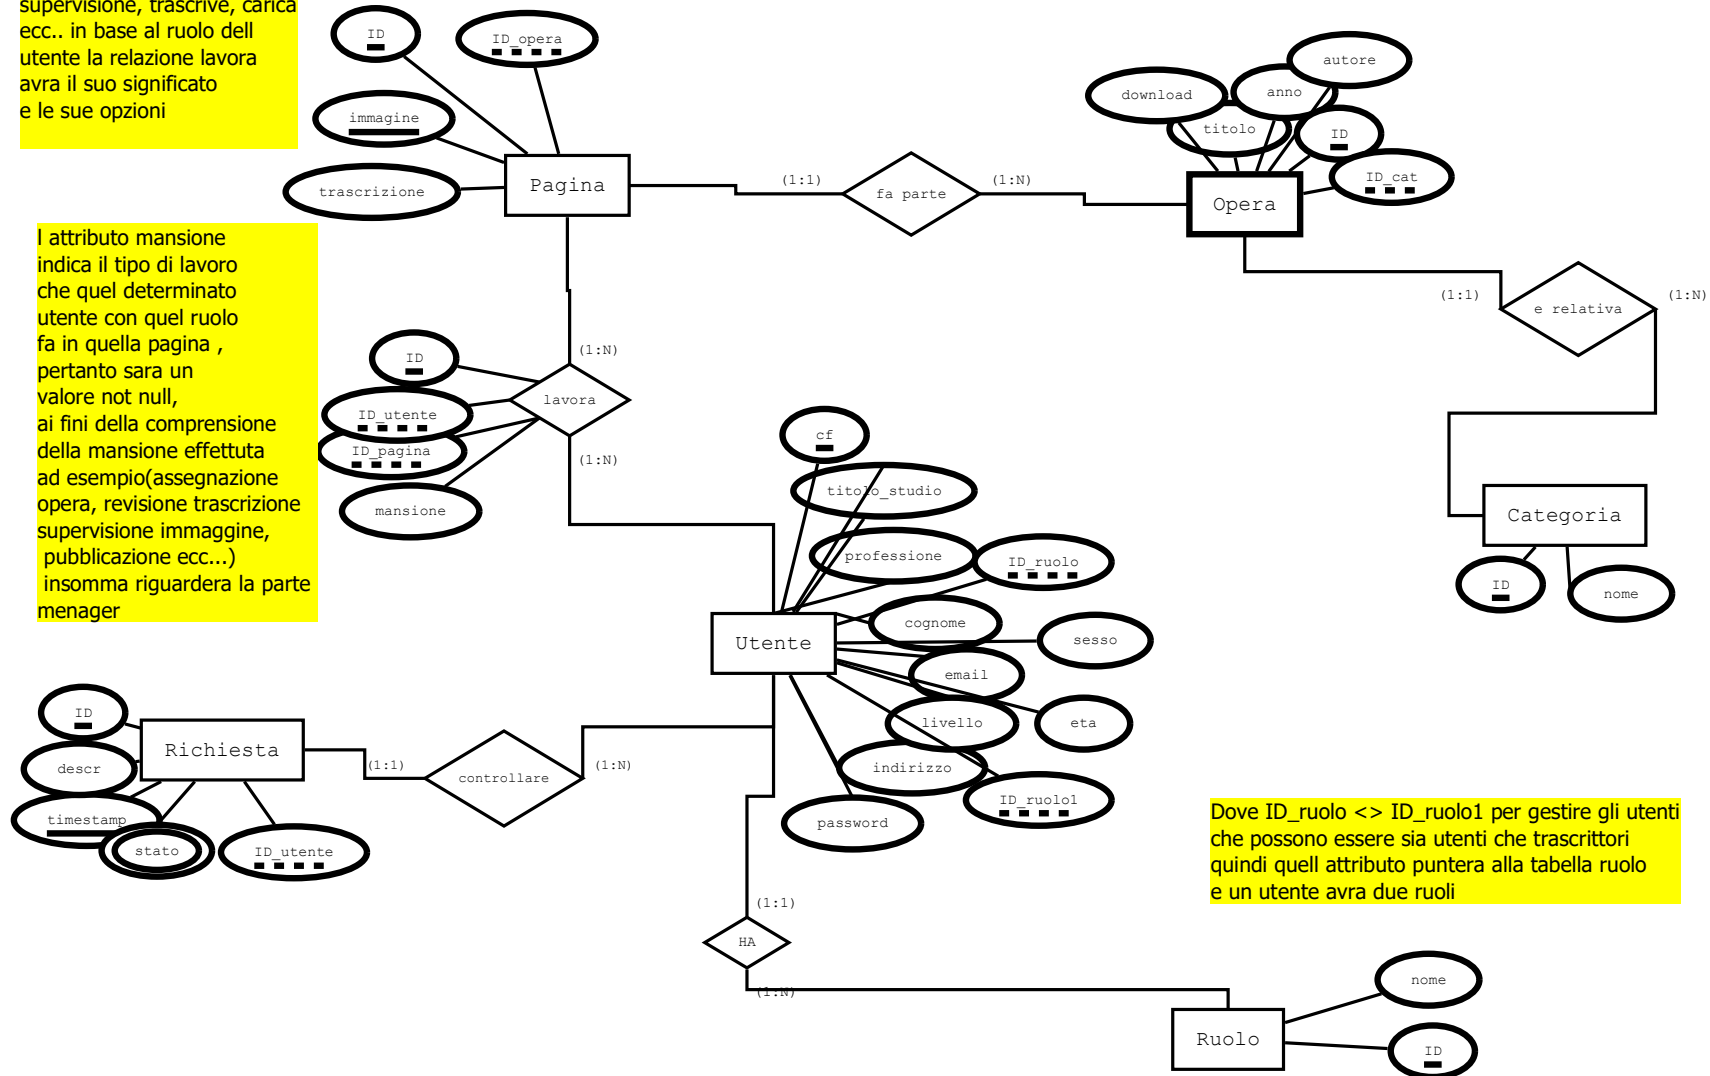 supervisione, trascrive, carica
ecc.. in base al ruolo dell
utente la relazione lavora
avra il suo significato
e le sue opzioni
ID
ID_opera
immagine
trascrizione
Pagina
(1:1)
fa parte
(1:N)
download
titolo
anno
autore
ID
ID_cat
Opera
(1:1)
e relativa
(1:N)
l attributo mansione
indica il tipo di lavoro
che quel determinato
utente con quel ruolo
fa in quella pagina ,
pertanto sara un
valore not null,
ai fini della comprensione
della mansione effettuta
ad esempio(assegnazione
opera, revisione trascrizione
supervisione immaggine,
pubblicazione ecc...)
insomma riguardera la parte
menager
(1:N)
ID
ID_utente
ID_pagina
mansione
lavora
(1:N)
Categoria
ID
nome
cf
titolo_studio
professione
ID_ruolo
cognome
sesso
email
livello
eta
indirizzo
ID_ruolo1
password
Utente
ID
descr
timestamp
stato
ID_utente
Richiesta
(1:1)
controllare
(1:N)
Dove ID_ruolo <> ID_ruolo1 per gestire gli utenti
che possono essere sia utenti che trascrittori
quindi quell attributo puntera alla tabella ruolo
e un utente avra due ruoli
(1:1)
HA
(1:N)
nome
Ruolo
ID